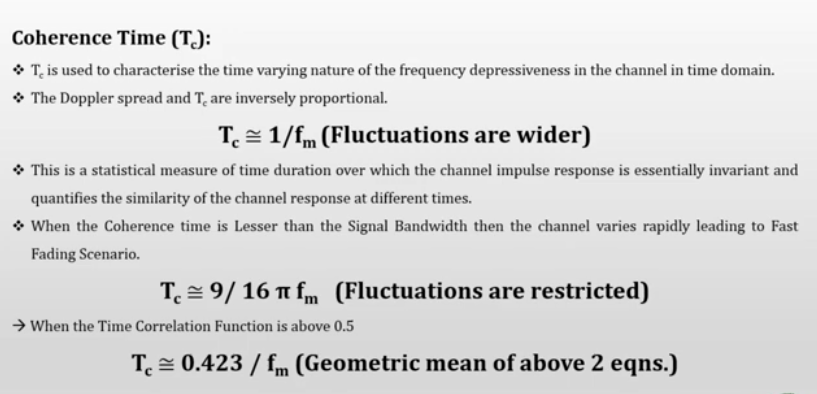 Coherence Time (Tc):
❖ Tc is used to characterise the time varying nature of the frequency depressiveness in the channel in time domain.
❖ The Doppler spread and Tc are inversely proportional.
Tc ≅ 1/fm (Fluctuations are wider)
❖ This is a statistical measure of time duration over which the channel impulse response is essentially invariant and
quantifies the similarity of the channel response at different times.
❖ When the Coherence time is Lesser than the Signal Bandwidth then the channel varies rapidly leading to Fast
Fading Scenario.
Tc ≅ 9/ 16 π fm (Fluctuations are restricted)
→ When the Time Correlation Function is above 0.5
Tc ≅ 0.423 / fm (Geometric mean of above 2 eqns.)